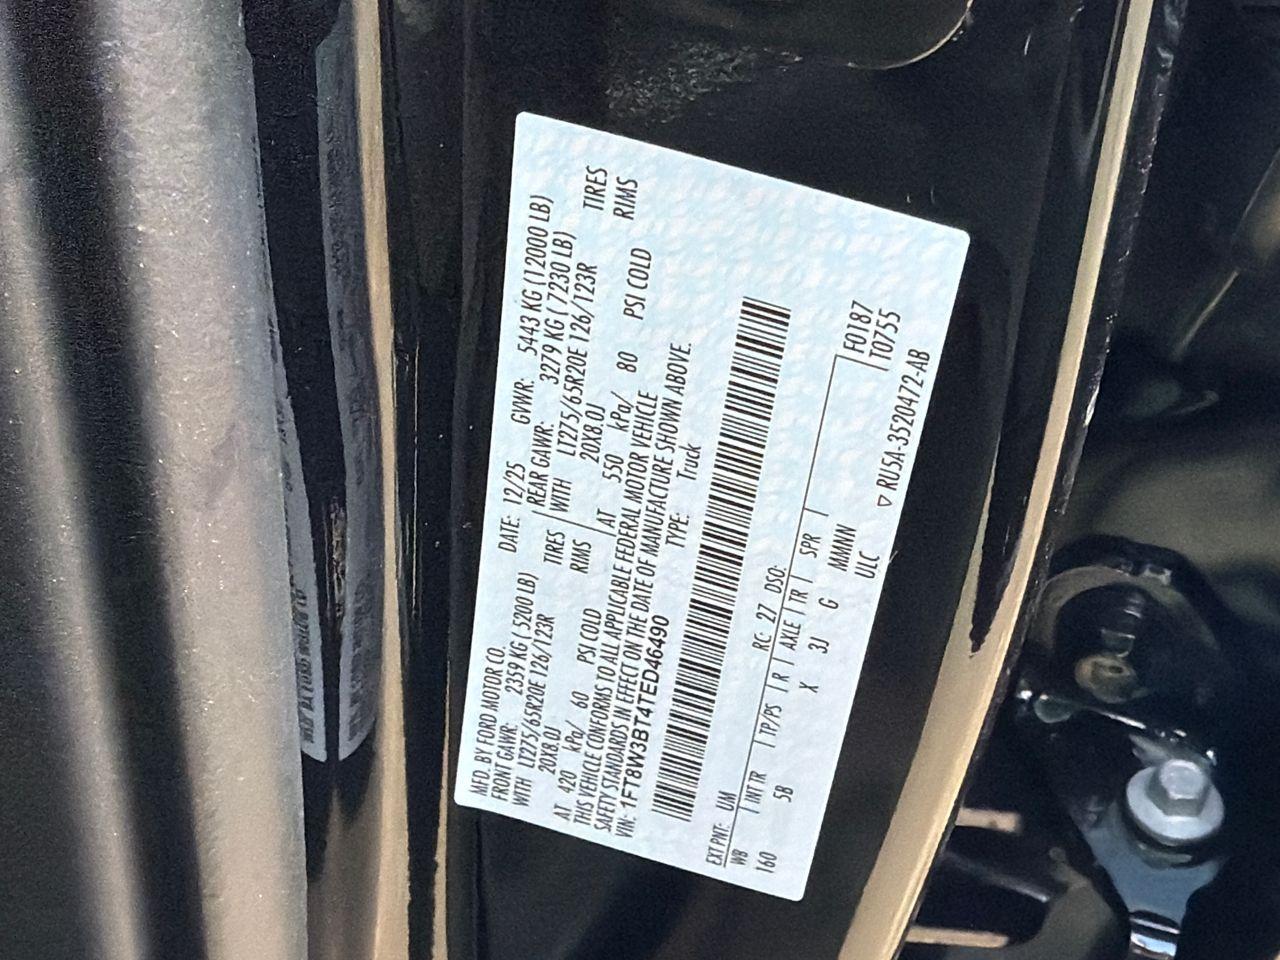 MFD. BY FORD MOTOR CO.
DATE: 12/25 GVWR: 5443 KG (12000 LB)
FRONT GAWR: 2359 KG (5200 LB) REAR GAWR: 3279 KG (7230 LB)
WITH LT275/65R20E 126/123R TIRES WITH LT275/65R20E 126/123R TIRES
20X8.0J RIMS 20X8.0J RIMS
AT 420 kPa/ 60 PSI COLD AT 550 kPa/ 80 PSI COLD
THIS VEHICLE CONFORMS TO ALL APPLICABLE FEDERAL MOTOR VEHICLE
SAFETY STANDARDS IN EFFECT ON THE DATE OF MANUFACTURE SHOWN ABOVE.
VIN: 1FT8W3BT4TED46490 TYPE: Truck
EXT PNT: UM RC: 27 DSO:
WB INT TR TP/PS R AXLE TR SPR
160 5B X 3J G MMMN
F0187
T0755
ULC
▽ RU5A-3520472-AB